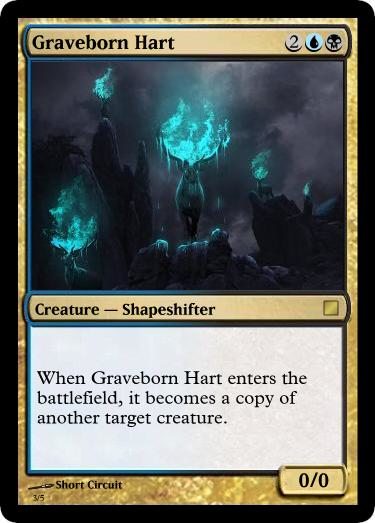 Graveborn Hart 2
Creature — Shapeshifter
When Graveborn Hart enters the
battlefield, it becomes a copy of
another target creature.
Short Circuit
0/0
3/5